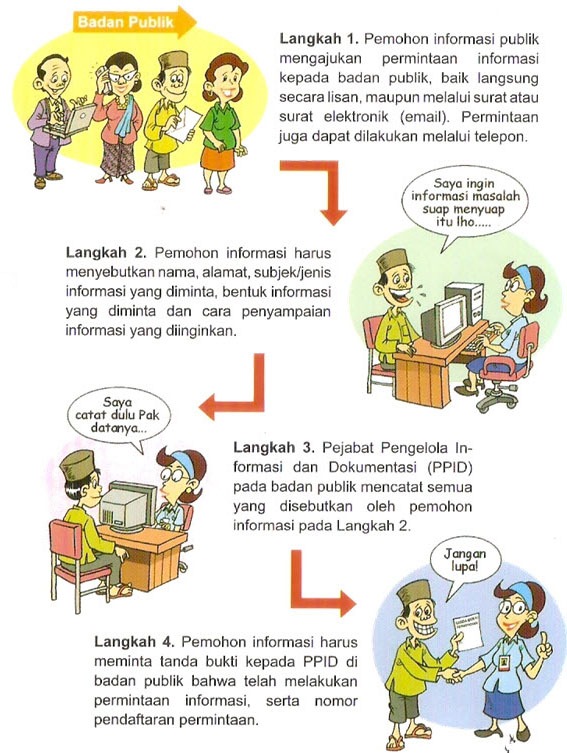 Badan Publik
Langkah 1. Pemohon informasi publik
mengajukan permintaan informasi
kepada badan publik, baik langsung
secara lisan, maupun melalui surat atau
surat elektronik (email). Permintaan
juga dapat dilakukan melalui telepon.
Saya ingin
informasi masalah
suap menyuap
itu lho.....
Langkah 2. Pemohon informasi harus
menyebutkan nama, alamat, subjek/jenis
informasi yang diminta, bentuk informasi
yang diminta dan cara penyampaian
informasi yang diinginkan.
Saya
catat dulu Pak
datanya...
Langkah 3. Pejabat Pengelola In-
formasi dan Dokumentasi (PPID)
pada badan publik mencatat semua
yang disebutkan oleh pemohon
informasi pada Langkah 2.
Jangan
lupa!
Langkah 4. Pemohon informasi harus
meminta tanda bukti kepada PPID di
badan publik bahwa telah melakukan
permintaan informasi, serta nomor
pendaftaran permintaan.